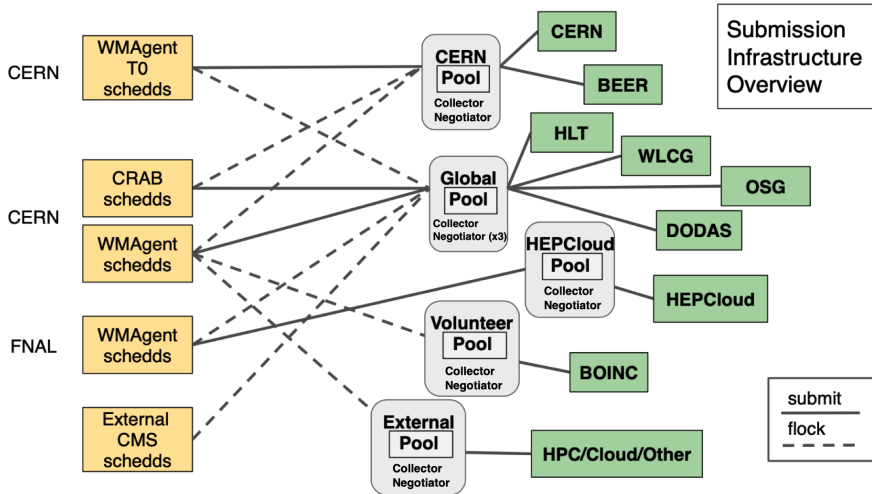 Submission
Infrastructure
Overview
CERN
WMAgent
T0
schedds
CERN
Pool
Collector
Negotiator
CERN
BEER
CERN
CRAB
schedds
WMAgent
schedds
Global
Pool
Collector
Negotiator (x3)
HLT
WLCG
OSG
DODAS
HEPCloud
Pool
Collector
Negotiator
HEPCloud
FNAL
WMAgent
schedds
Volunteer
Pool
Collector
Negotiator
BOINC
External
CMS
schedds
External
Pool
Collector
Negotiator
HPC/Cloud/Other
submit
flock